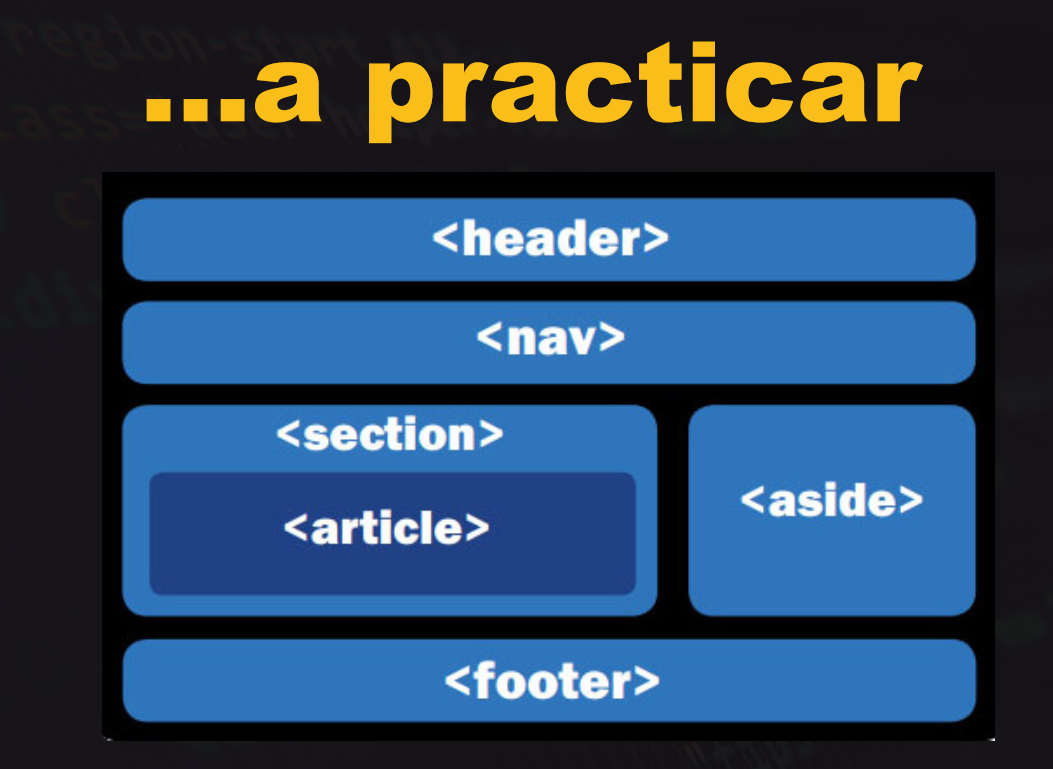 ...a practicar
<header>
<nav>
<section>
<article>
<aside>
<footer>